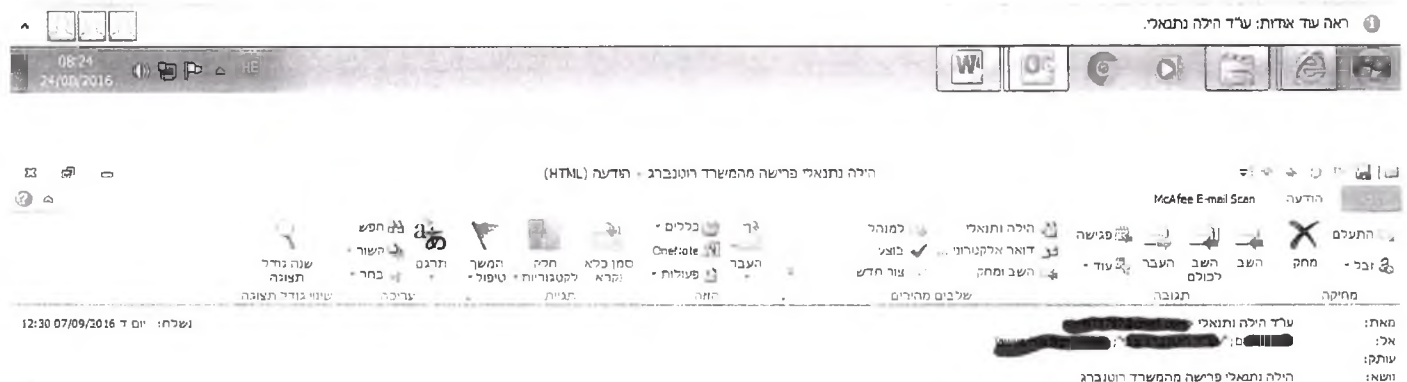 ראה עוד אודות: עו"ד הילה נתנאלי.
08:24
24/08/2016
HE
הילה נתנאלי פרישה מהמשרד רוטנברג - הודעה (HTML)
הודעה McAfee E-mail Scan
התעלם
זבל
מחק
השב
השב לכולם
העבר
פגישה
עוד
הילה נתנאלי
דואר אלקטרוני ...
השב ומחק
למנהל
בוצע
צור חדש
העבר
כללים
OneNote
פעולות
סמן כלא נקרא
חלק לקטגוריות
המשך טיפול
תרגם
חפש
קשור
בחר
שנה גודל תצוגה
מחיקה
תגובה
שלבים מהירים
הזזה
תגיות
עריכה
שינוי גודל תצוגה
מאת: עו"ד הילה נתנאלי
נשלח: יום ד 07/09/2016 12:30
אל:
עותק:
נושא: הילה נתנאלי פרישה מהמשרד רוטנברג